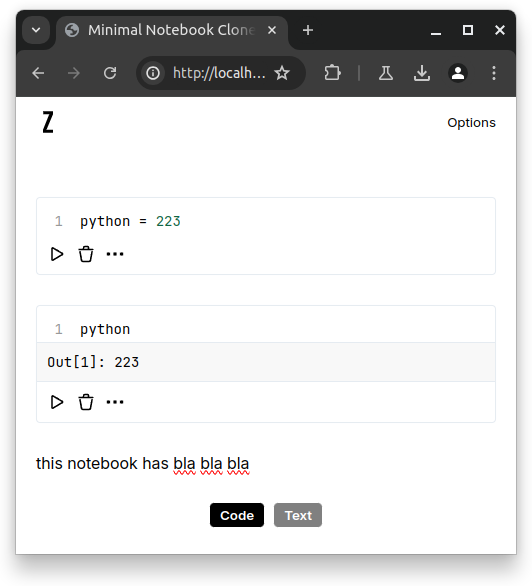 Minimal Notebook Clone
http://localh...
Z
Options
1 python = 223
1 python
Out[1]: 223
this notebook has bla bla bla
Code Text